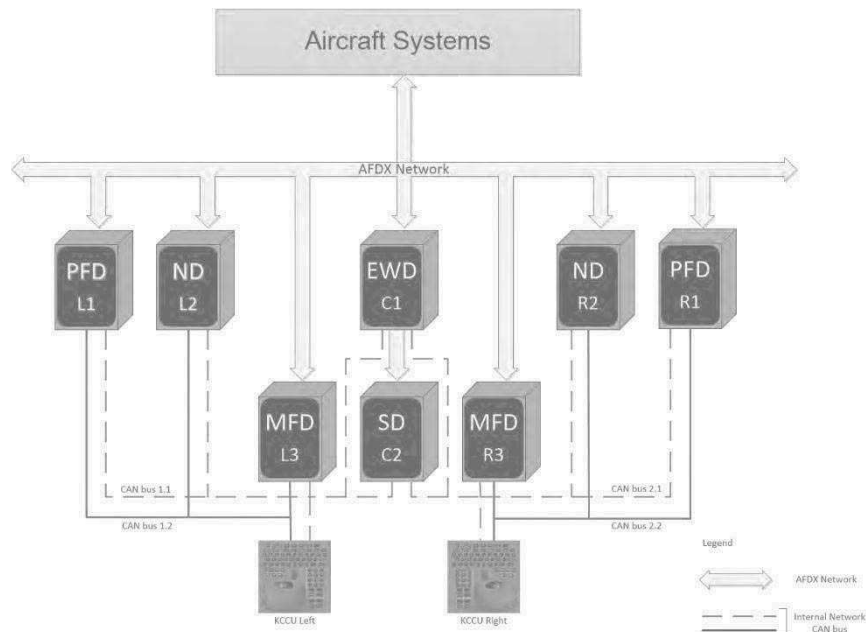 Aircraft Systems
AFDX Network
PFD
L1
ND
L2
EWD
C1
ND
R2
PFD
R1
MFD
L3
SD
C2
MFD
R3
CAN bus 1.1
CAN bus 2.1
CAN bus 1.2
CAN bus 2.2
KCCU Left
KCCU Right
Legend
AFDX Network
Internal Network
CAN bus